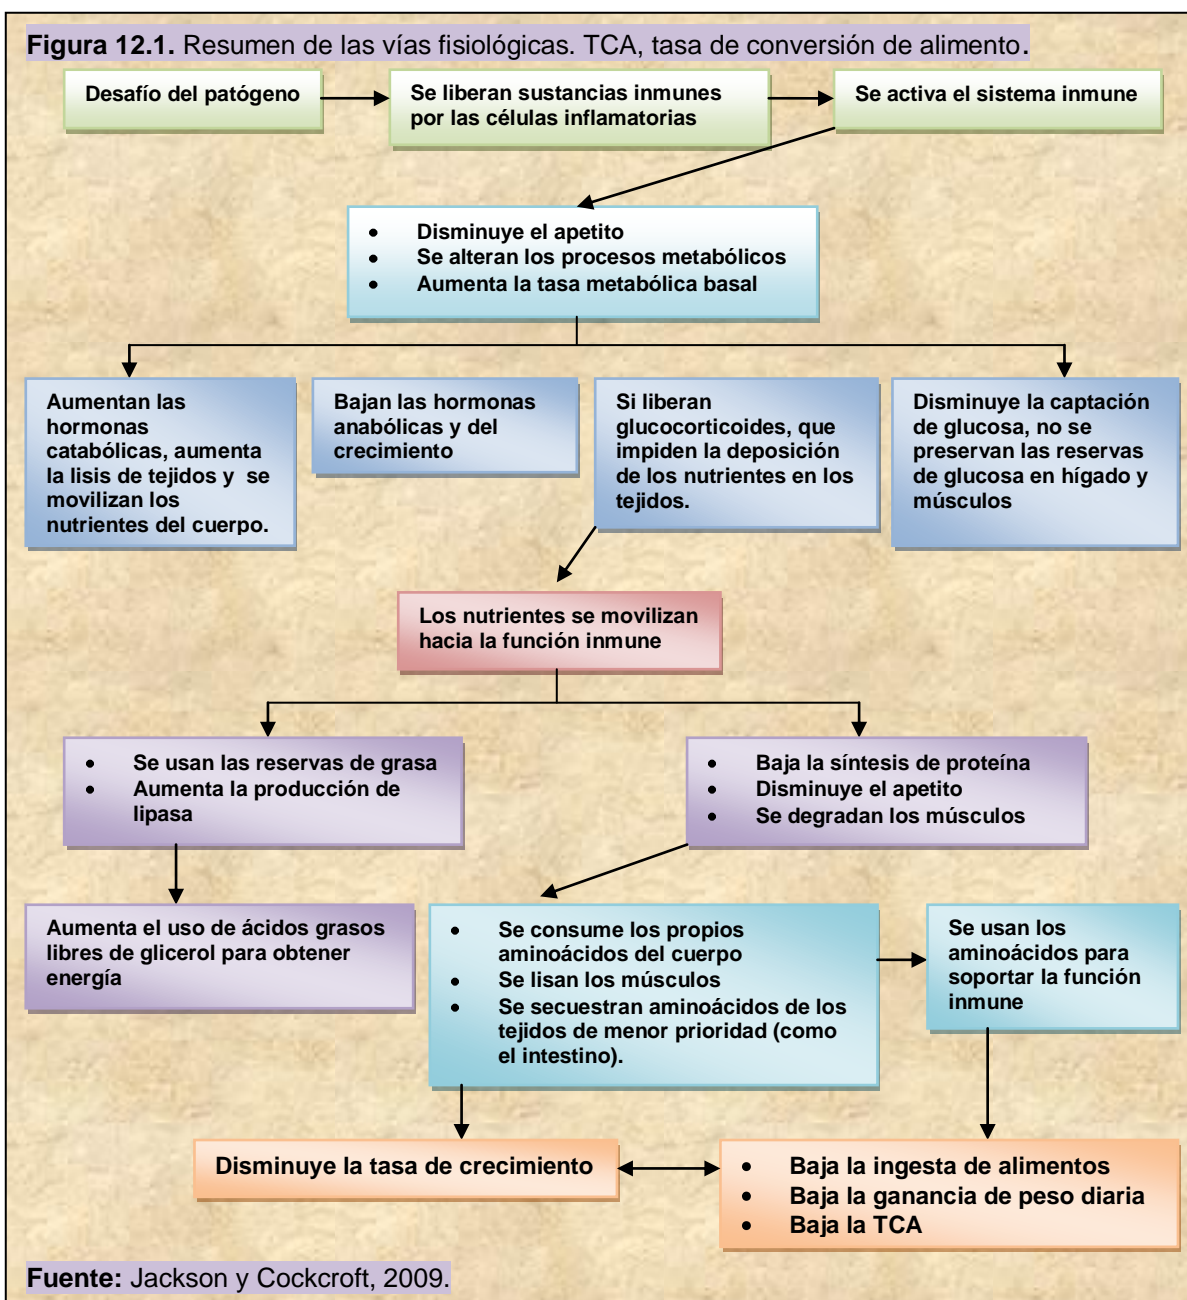 Figura 12.1. Resumen de las vías fisiológicas. TCA, tasa de conversión de alimento.
Desafío del patógeno
Se liberan sustancias inmunes
por las células inflamatorias
Se activa el sistema inmune
• Disminuye el apetito
• Se alteran los procesos metabólicos
• Aumenta la tasa metabólica basal
Aumentan las
hormonas
catabólicas, aumenta
la lisis de tejidos y se
movilizan los
nutrientes del cuerpo.
Bajan las hormonas
anabólicas y del
crecimiento
Si liberan
glucocorticoides, que
impiden la deposición
de los nutrientes en los
tejidos.
Disminuye la captación
de glucosa, no se
preservan las reservas
de glucosa en hígado y
músculos
Los nutrientes se movilizan
hacia la función inmune
• Se usan las reservas de grasa
• Aumenta la producción de
lipasa
• Baja la síntesis de proteína
• Disminuye el apetito
• Se degradan los músculos
Aumenta el uso de ácidos grasos
libres de glicerol para obtener
energía
• Se consume los propios
aminoácidos del cuerpo
• Se lisan los músculos
• Se secuestran aminoácidos de los
tejidos de menor prioridad (como
el intestino).
Se usan los
aminoácidos para
soportar la función
inmune
Disminuye la tasa de crecimiento
• Baja la ingesta de alimentos
• Baja la ganancia de peso diaria
• Baja la TCA
Fuente: Jackson y Cockcroft, 2009.